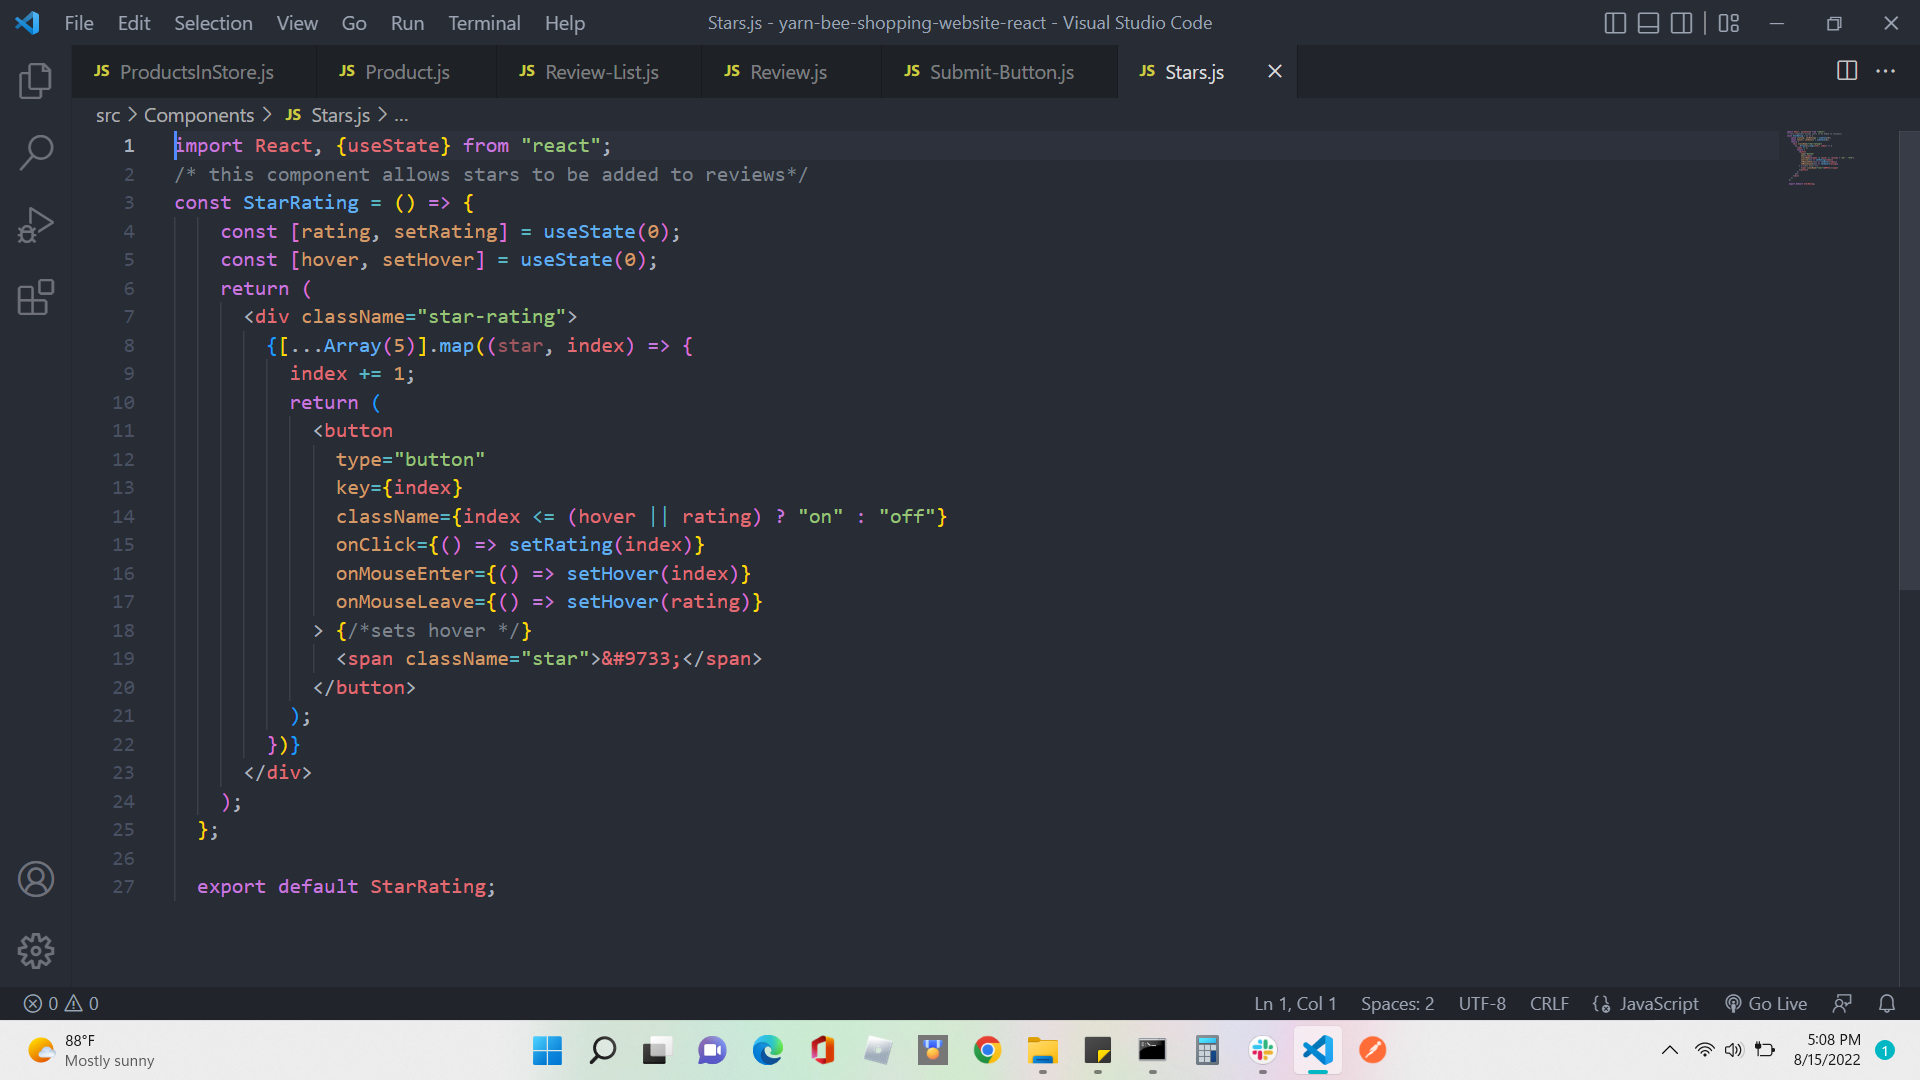 File Edit Selection View Go Run Terminal Help Stars.js - yarn-bee-shopping-website-react - Visual Studio Code
JS ProductsInStore.js JS Product.js JS Review-List.js JS Review.js JS Submit-Button.js JS Stars.js
src > Components > JS Stars.js > ...
1 import React, {useState} from "react";
2 /* this component allows stars to be added to reviews*/
3 const StarRating = () => {
4 const [rating, setRating] = useState(0);
5 const [hover, setHover] = useState(0);
6 return (
7 <div className="star-rating">
8 {[...Array(5)].map((star, index) => {
9 index += 1;
10 return (
11 <button
12 type="button"
13 key={index}
14 className={index <= (hover || rating) ? "on" : "off"}
15 onClick={() => setRating(index)}
16 onMouseEnter={() => setHover(index)}
17 onMouseLeave={() => setHover(rating)}
18 > {/*sets hover */}
19 <span className="star">&#9733;</span>
20 </button>
21 );
22 })}
23 </div>
24 );
25 };
26
27 export default StarRating;
0 0 Ln 1, Col 1 Spaces: 2 UTF-8 CRLF JavaScript Go Live
88°F
Mostly sunny
5:08 PM
8/15/2022
1